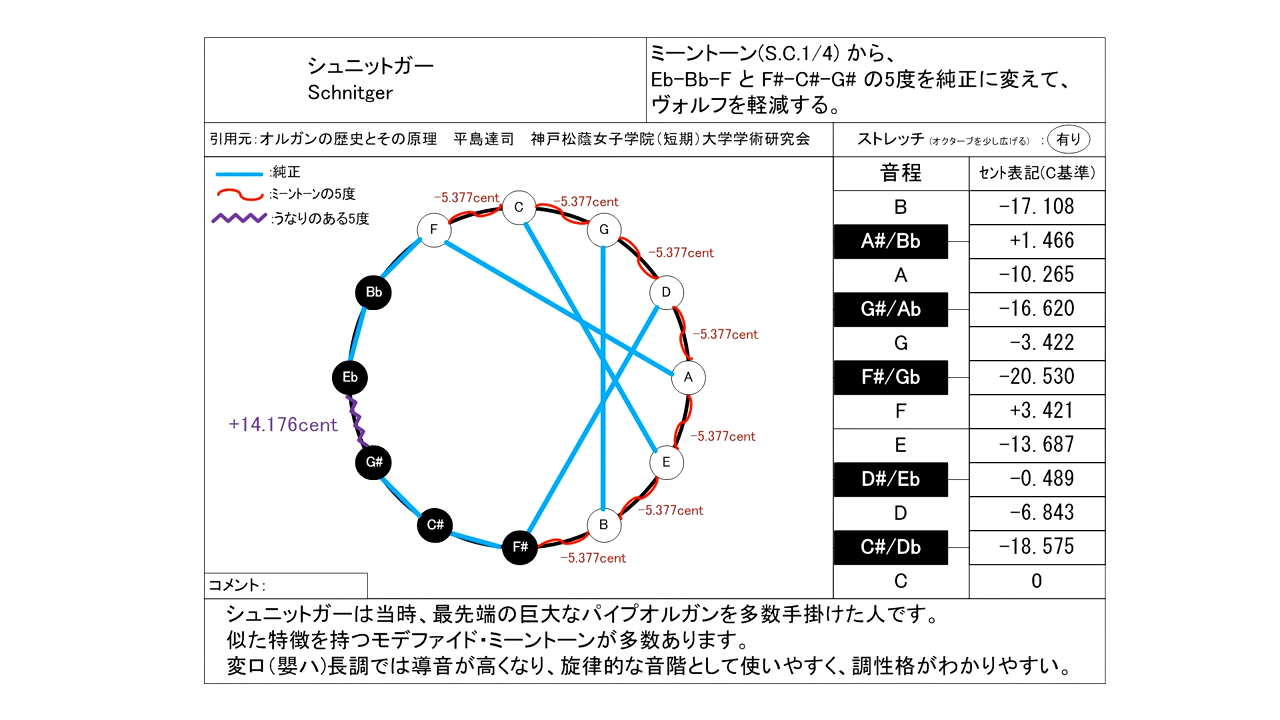 シュニットガー
Schnitger
ミーントーン(S.C.1/4) から、
Eb-Bb-F と F#-C#-G# の5度を純正に変えて、
ヴォルフを軽減する。
引用元:オルガンの歴史とその原理 平島達司 神戸松蔭女子学院(短期)大学学術研究会
ストレッチ (オクターブを少し広げる) : 有り
:純正
:ミーントーンの5度
:うなりのある5度
音程 セント表記(C基準)
B -17.108
A#/Bb +1.466
A -10.265
G#/Ab -16.620
G -3.422
F#/Gb -20.530
F +3.421
E -13.687
D#/Eb -0.489
D -6.843
C#/Db -18.575
C 0
-5.377cent
C
-5.377cent
F
G
-5.377cent
Bb
D
-5.377cent
Eb
A
+14.176cent
-5.377cent
G#
E
-5.377cent
C#
B
F#
-5.377cent
コメント:
シュニットガーは当時、最先端の巨大なパイプオルガンを多数手掛けた人です。
似た特徴を持つモデファイド・ミーントーンが多数あります。
変ロ(嬰ハ)長調では導音が高くなり、旋律的な音階として使いやすく、調性格がわかりやすい。